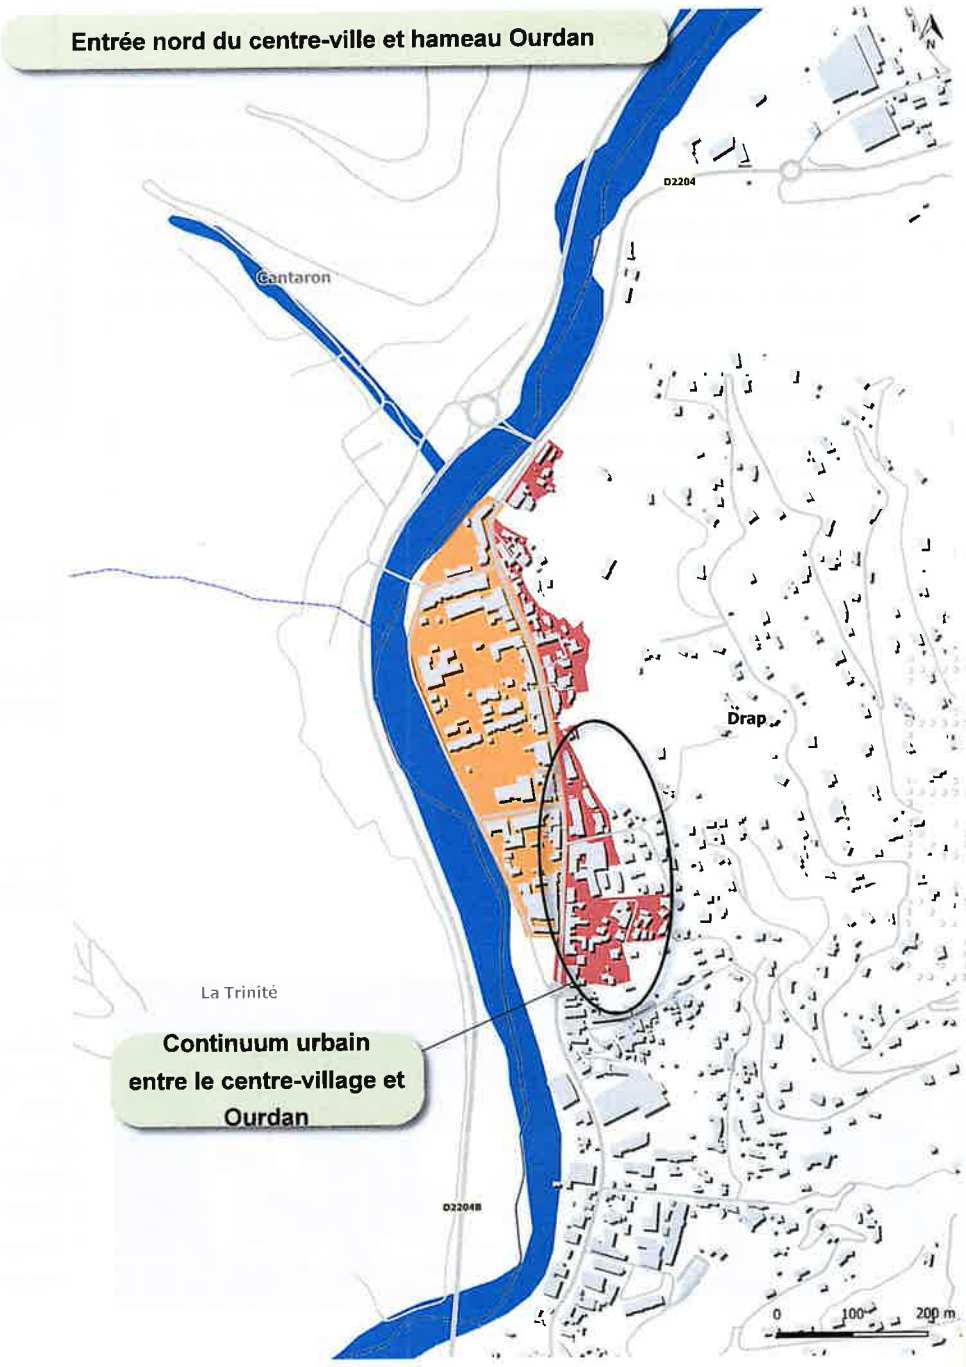 Entrée nord du centre-ville et hameau Ourdan
N
D2204
Cantaron
Drap
La Trinité
Continuum urbain
entre le centre-village et
Ourdan
D2204B
0 100 200 m